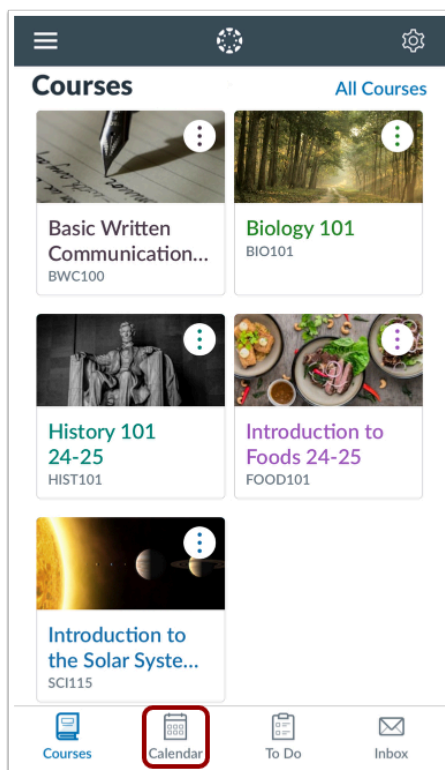 Courses
All Courses
Basic Written
Communication...
BWC100
Biology 101
BIO101
History 101
24-25
HIST101
Introduction to
Foods 24-25
FOOD101
Introduction to
the Solar Syste...
SCI115
Courses
Calendar
To Do
Inbox